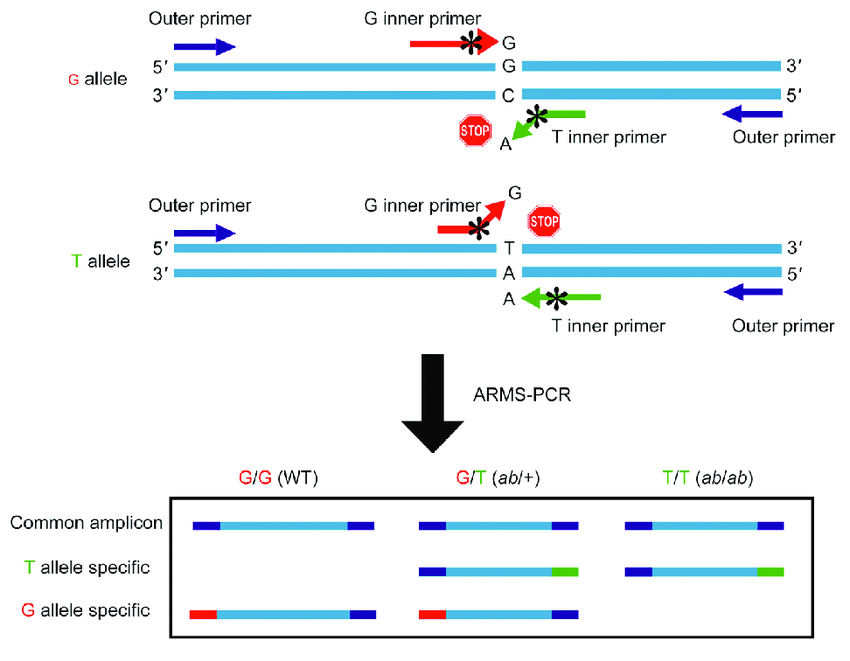 Outer primer
G inner primer
G
5′ G 3′
G allele
3′ C 5′
STOP
A
T inner primer
Outer primer
G
Outer primer
G inner primer
STOP
5′ T 3′
T allele
3′ A 5′
A
T inner primer
Outer primer
ARMS-PCR
G/G (WT) G/T (ab/+) T/T (ab/ab)
Common amplicon
T allele specific
G allele specific